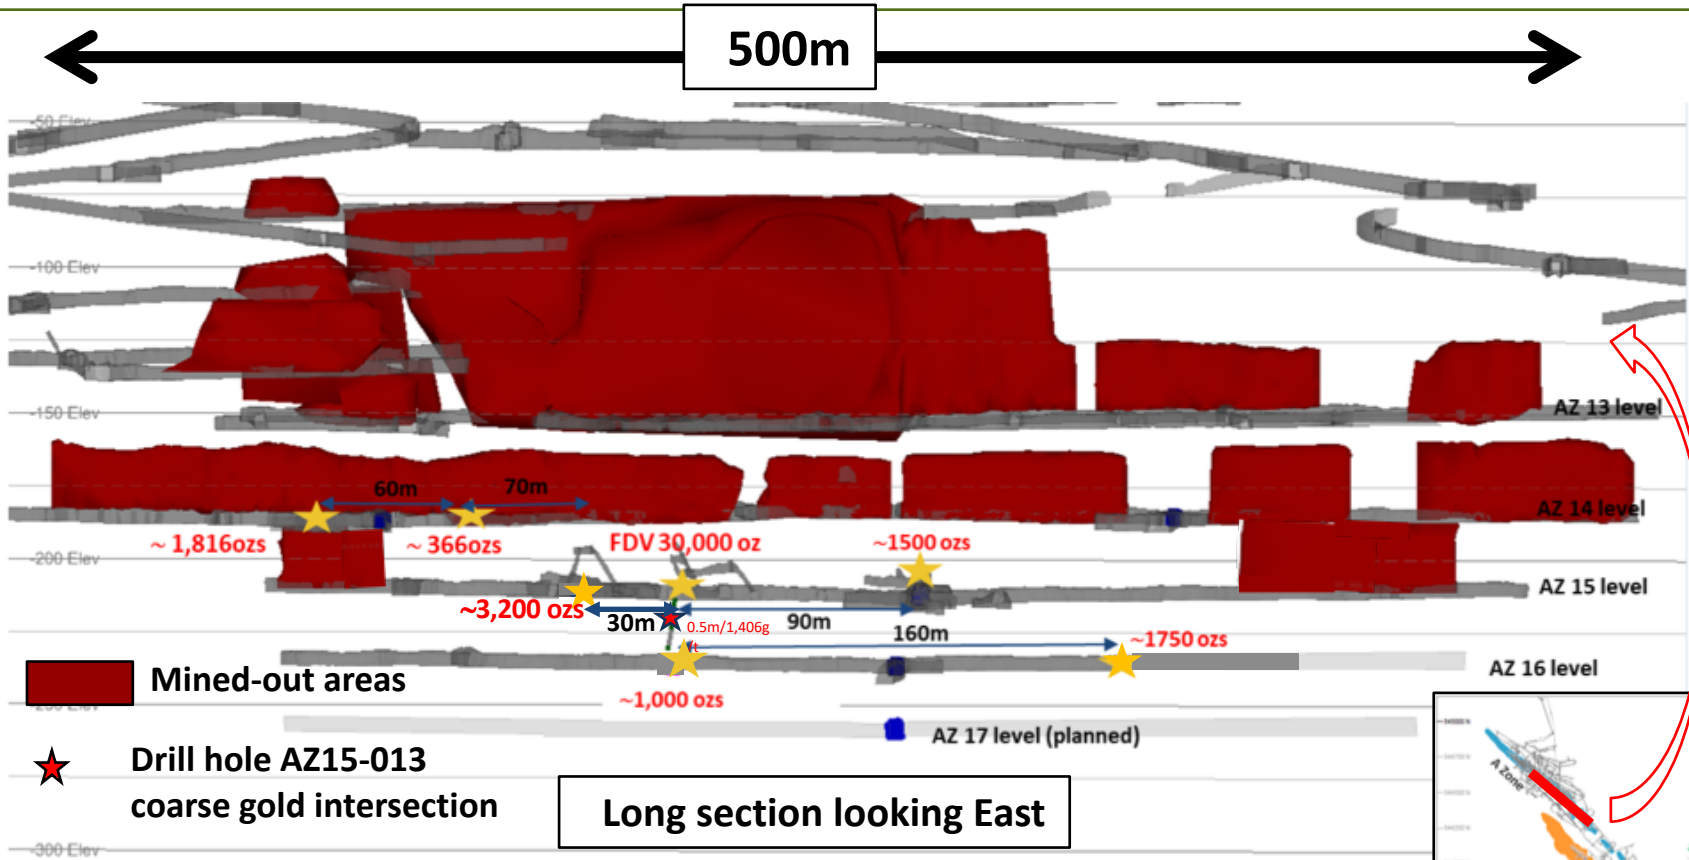 500m
-50 Elev
-100 Elev
-150 Elev
AZ 13 level
60m
70m
AZ 14 level
~ 1,816ozs
~ 366ozs
FDV 30,000 oz
~1500 ozs
-200 Elev
AZ 15 level
~3,200 ozs
30m
0.5m/1,406g
/t
90m
160m
~1750 ozs
AZ 16 level
Mined-out areas
~1,000 ozs
-250 Elev
AZ 17 level (planned)
Drill hole AZ15-013
coarse gold intersection
Long section looking East
A Zone
-300 Elev